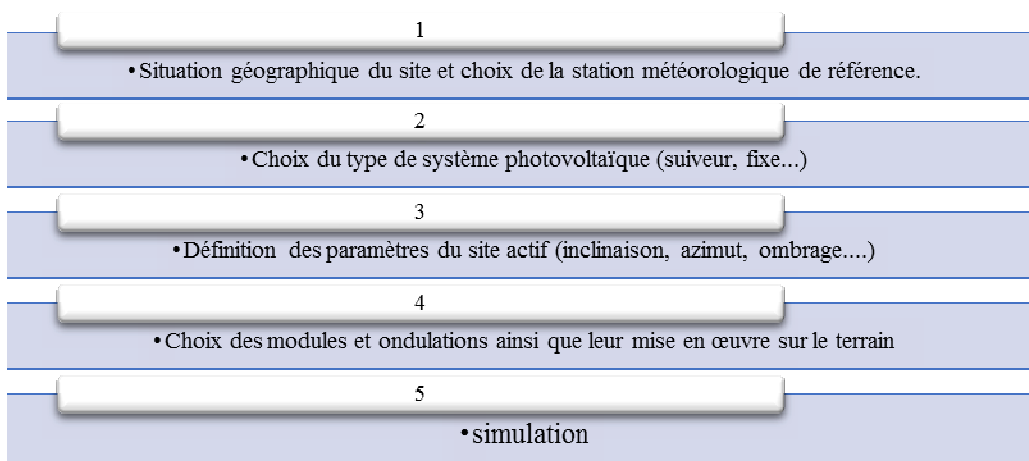 1
•Situation géographique du site et choix de la station météorologique de référence.
2
•Choix du type de système photovoltaïque (suiveur, fixe...)
3
•Définition des paramètres du site actif (inclinaison, azimut, ombrage....)
4
•Choix des modules et ondulations ainsi que leur mise en œuvre sur le terrain
5
•simulation